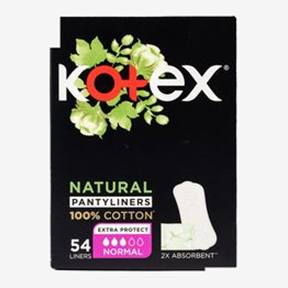 Kotex®
NATURAL
PANTYLINERS
100% COTTON*
EXTRA PROTECT
NORMAL
54
LINERS
2X ABSORBENT**